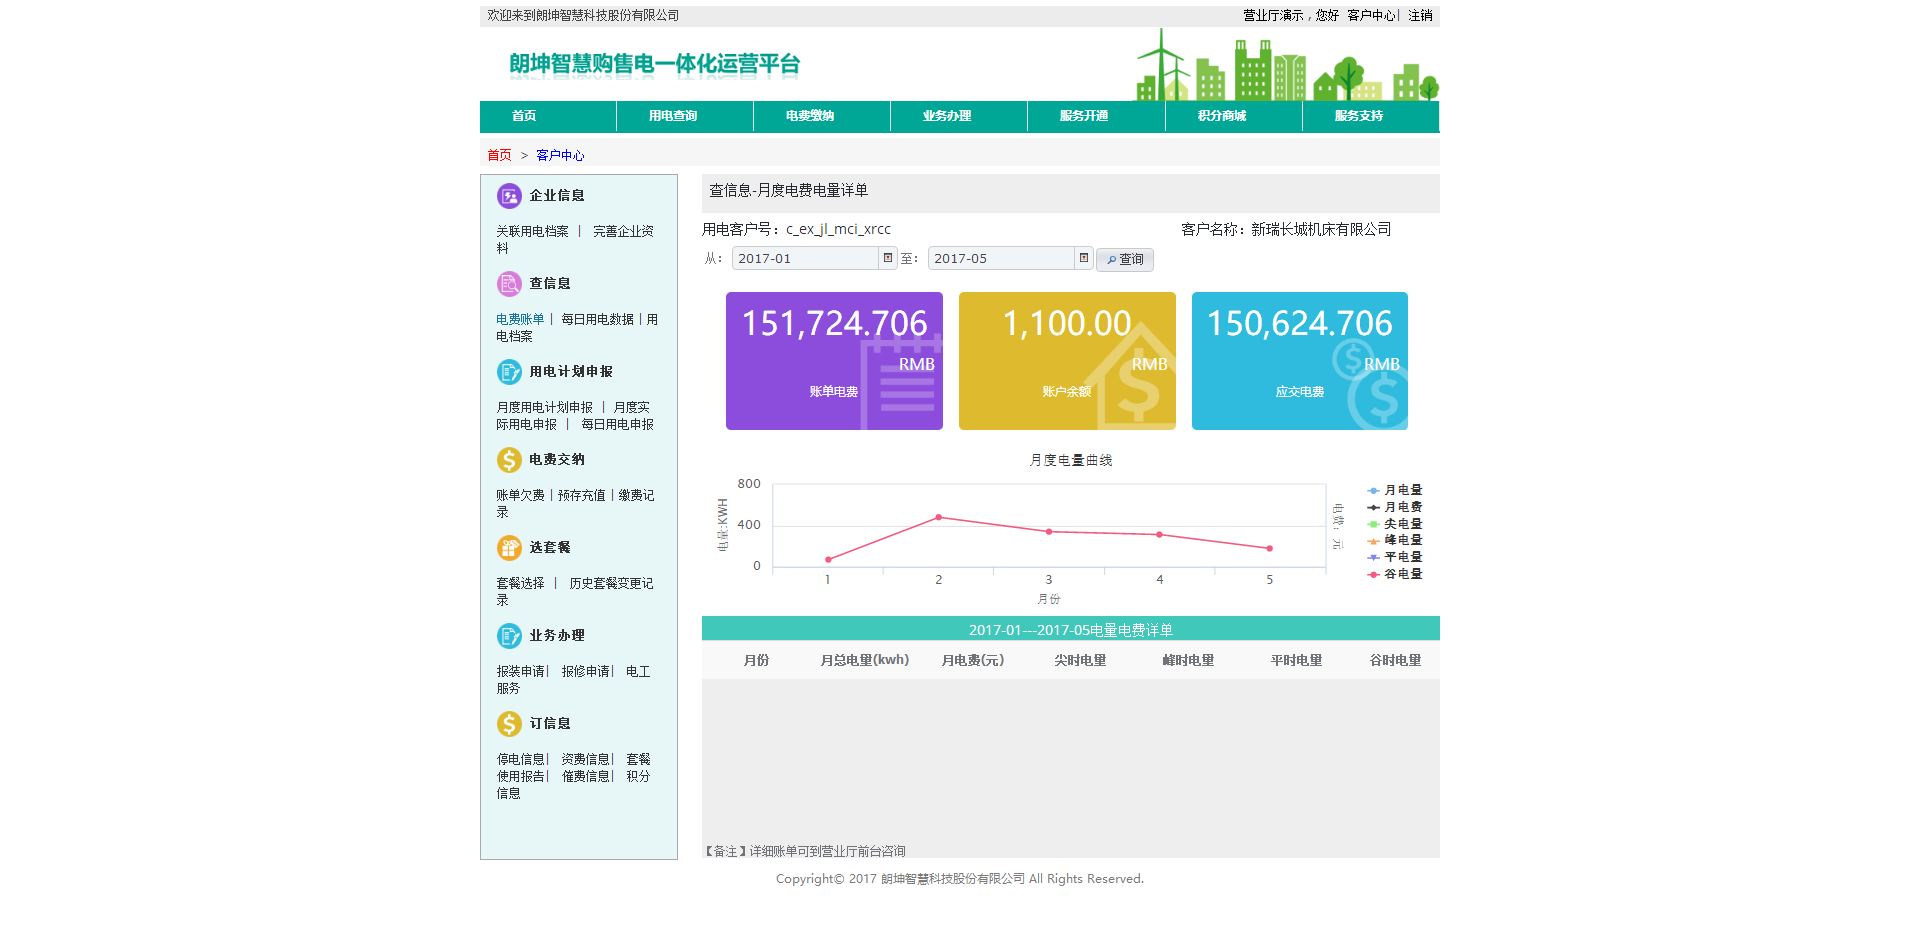 欢迎来到朗坤智慧科技股份有限公司
营业厅演示，您好 客户中心| 注销
朗坤智慧购售电一体化运营平台
首页 用电查询 电费缴纳 业务办理 服务开通 积分商城 服务支持
首页 > 客户中心
企业信息
关联用电档案 | 完善企业资
料
查信息
电费账单 | 每日用电数据 | 用
电档案
用电计划申报
月度用电计划申报 | 月度实
际用电申报 | 每日用电申报
电费交纳
账单欠费 | 预存充值 | 缴费记
录
选套餐
套餐选择 | 历史套餐变更记
录
业务办理
报装申请| 报修申请| 电工
服务
订信息
停电信息| 资费信息| 套餐
使用报告| 催费信息| 积分
信息
查信息-月度电费电量详单
用电客户号：c_ex_jl_mci_xrcc 客户名称：新瑞长城机床有限公司
从： 2017-01 至： 2017-05 查询
151,724.706
RMB
账单电费
1,100.00
RMB
账户余额
150,624.706
RMB
应交电费
月度电量曲线
电量:KWH
800
400
0
1 2 3 4 5
月份
电费：元
月电量
月电费
尖电量
峰电量
平电量
谷电量
2017-01---2017-05电量电费详单
月份 月总电量(kwh) 月电费(元) 尖时电量 峰时电量 平时电量 谷时电量
【备注】详细账单可到营业厅前台咨询
Copyright© 2017 朗坤智慧科技股份有限公司 All Rights Reserved.